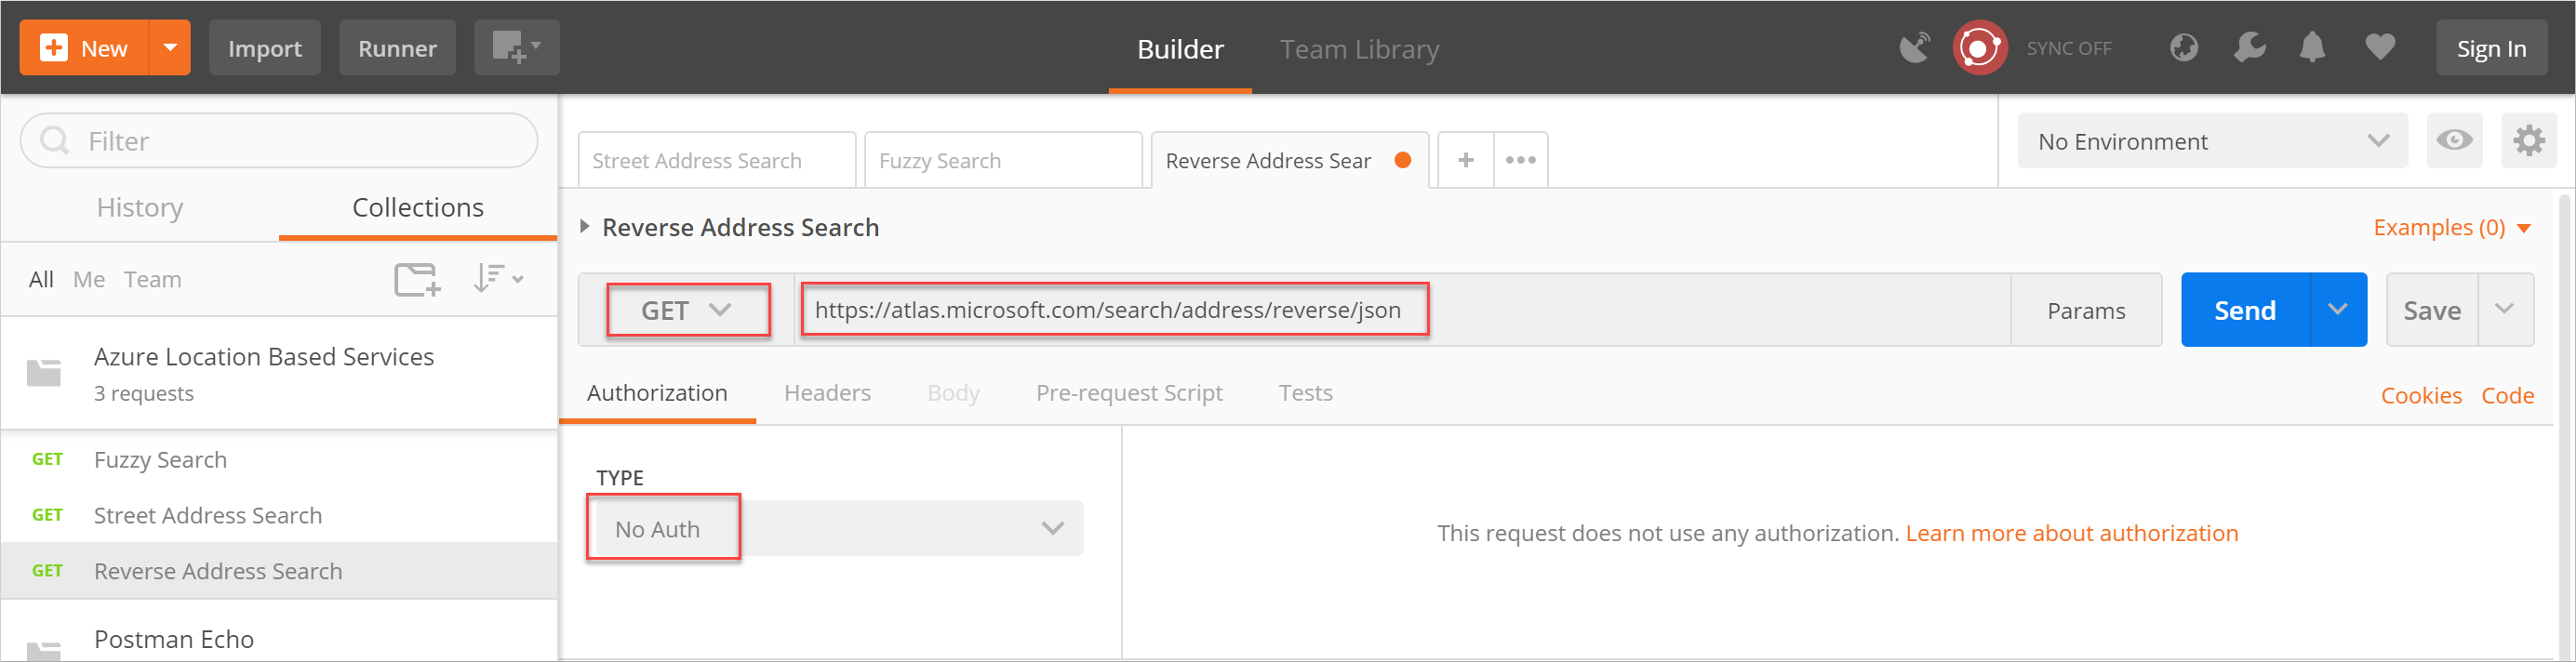 New
Import
Runner
Builder
Team Library
SYNC OFF
Sign In
Filter
History
Collections
All
Me
Team
Azure Location Based Services
3 requests
GET Fuzzy Search
GET Street Address Search
GET Reverse Address Search
Postman Echo
Street Address Search
Fuzzy Search
Reverse Address Sear
No Environment
Reverse Address Search
Examples (0)
GET
https://atlas.microsoft.com/search/address/reverse/json
Params
Send
Save
Authorization
Headers
Body
Pre-request Script
Tests
Cookies
Code
TYPE
No Auth
This request does not use any authorization. Learn more about authorization